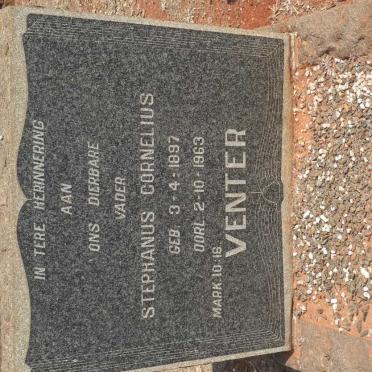 IN TERE HERINNERING
AAN
ONS DIERBARE
VADER
STEPHANUS CORNELIUS
GEB 3-4-1897
OORL 2-10-1963
MARK.10:16.
VENTER